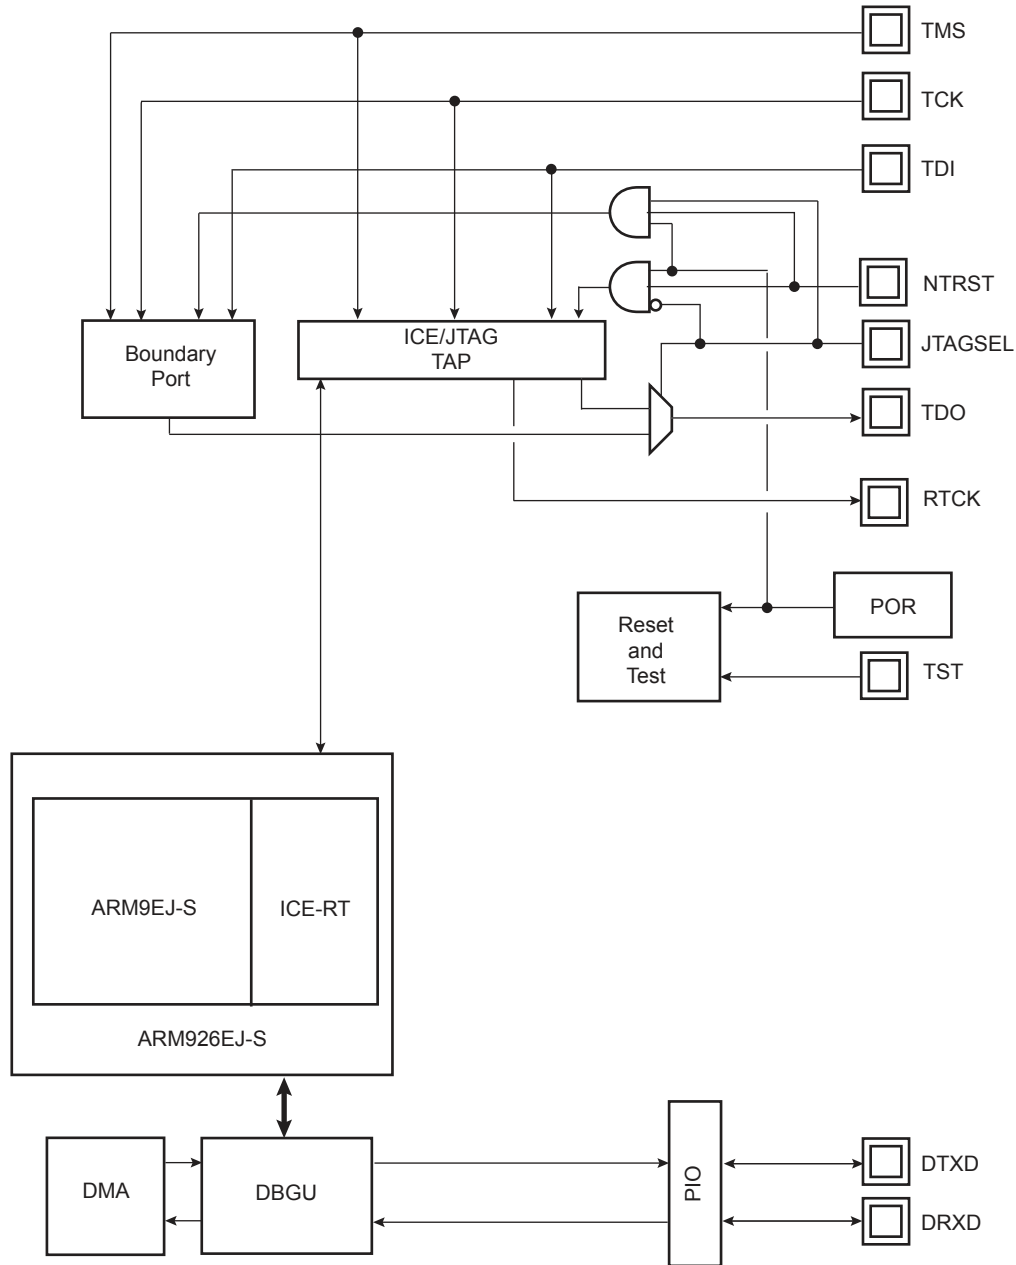 TMS
TCK
TDI
NTRST
JTAGSEL
Boundary
Port
ICE/JTAG
TAP
TDO
RTCK
POR
Reset
and
Test
TST
ARM9EJ-S
ICE-RT
ARM926EJ-S
DMA
DBGU
PIO
DTXD
DRXD